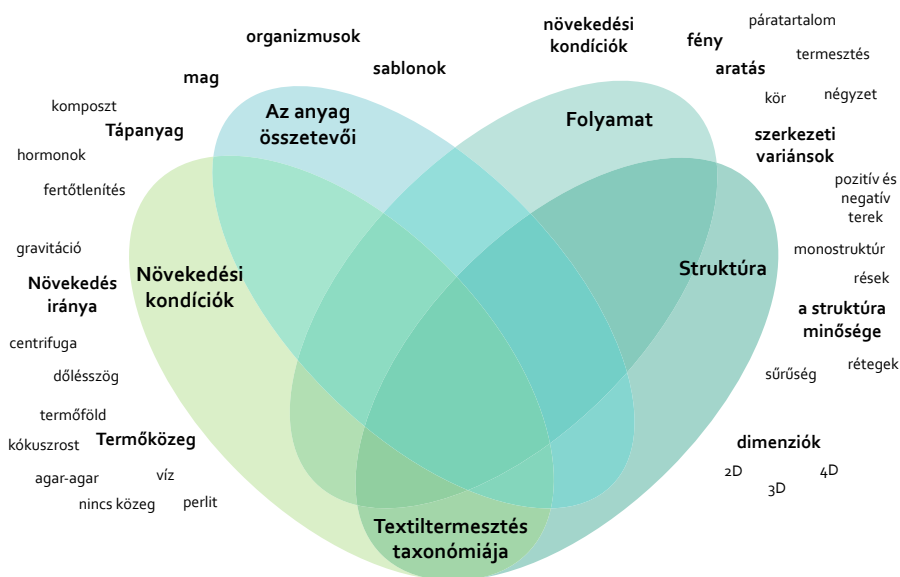 organizmusok
sablonok
mag
komposzt
Tápanyag
hormonok
fertőtlenítés
gravitáció
Növekedés
iránya
centrifuga
dőlésszög
termőföld
kókuszrost
Termőközeg
agar-agar
víz
nincs közeg
perlit
Az anyag
összetevői
Növekedési
kondíciók
Folyamat
Struktúra
Textiltermesztés
taxonómiája
növekedési
kondíciók
fény
páratartalom
termesztés
aratás
kör
négyzet
szerkezeti
variánsok
pozitív és
negatív
terek
monostruktúr
rések
a struktúra
minősége
sűrűség
rétegek
dimenziók
2D
3D
4D